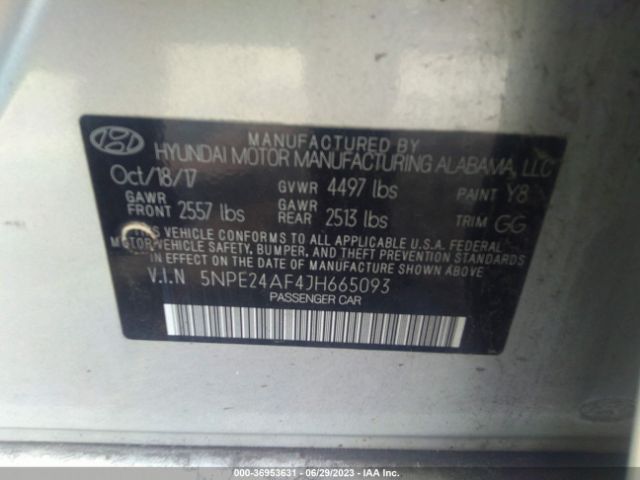 MANUFACTURED BY
HYUNDAI MOTOR MANUFACTURING ALABAMA, LLC
Oct/18/17 GVWR 4497 lbs PAINT Y8
GAWR FRONT 2557 lbs GAWR REAR 2513 lbs TRIM GG
THIS VEHICLE CONFORMS TO ALL APPLICABLE U.S.A. FEDERAL
MOTOR VEHICLE SAFETY, BUMPER, AND THEFT PREVENTION STANDARDS
IN EFFECT ON THE DATE OF MANUFACTURE SHOWN ABOVE.
V.I.N 5NPE24AF4JH665093
PASSENGER CAR
000-36953631 - 06/29/2023 - IAA Inc.